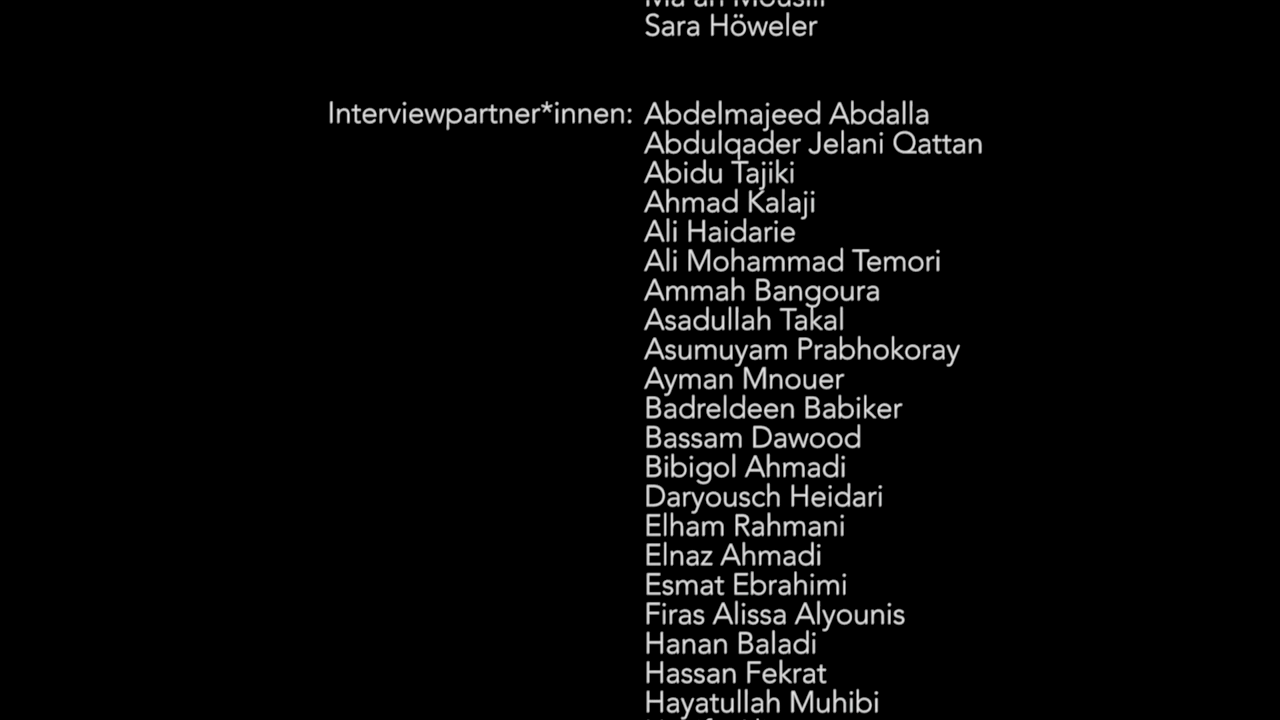 Sara Höweler
Interviewpartner*innen: Abdelmajeed Abdalla
Abdulqader Jelani Qattan
Abidu Tajiki
Ahmad Kalaji
Ali Haidarie
Ali Mohammad Temori
Ammah Bangoura
Asadullah Takal
Asumuyam Prabhokoray
Ayman Mnouer
Badreldeen Babiker
Bassam Dawood
Bibigol Ahmadi
Daryousch Heidari
Elham Rahmani
Elnaz Ahmadi
Esmat Ebrahimi
Firas Alissa Alyounis
Hanan Baladi
Hassan Fekrat
Hayatullah Muhibi